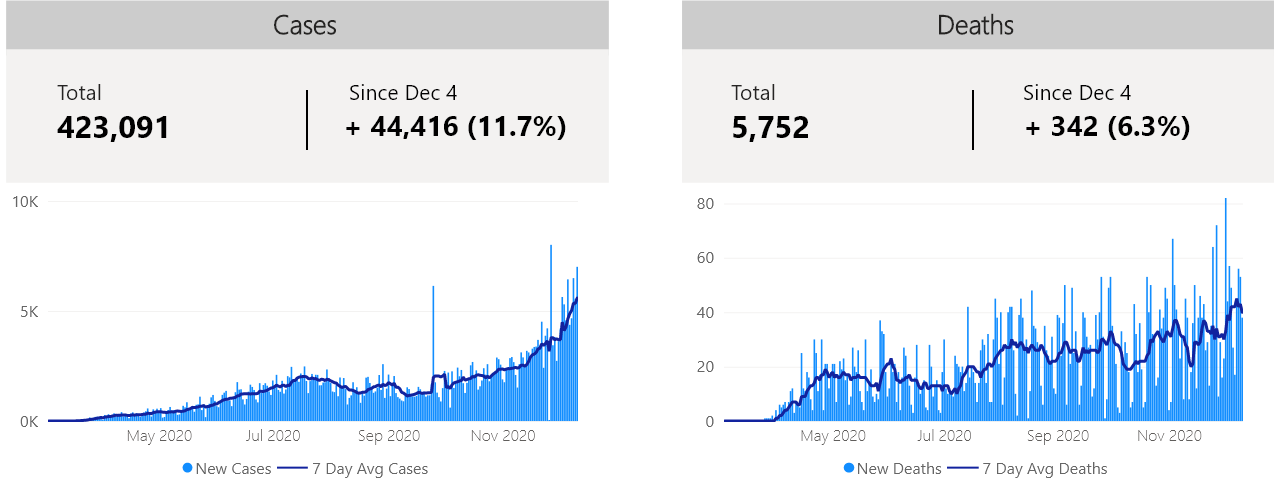 Cases
Total
423,091
Since Dec 4
+ 44,416 (11.7%)
10K
5K
0K
May 2020
Jul 2020
Sep 2020
Nov 2020
New Cases
7 Day Avg Cases
Deaths
Total
5,752
Since Dec 4
+ 342 (6.3%)
80
60
40
20
0
May 2020
Jul 2020
Sep 2020
Nov 2020
New Deaths
7 Day Avg Deaths